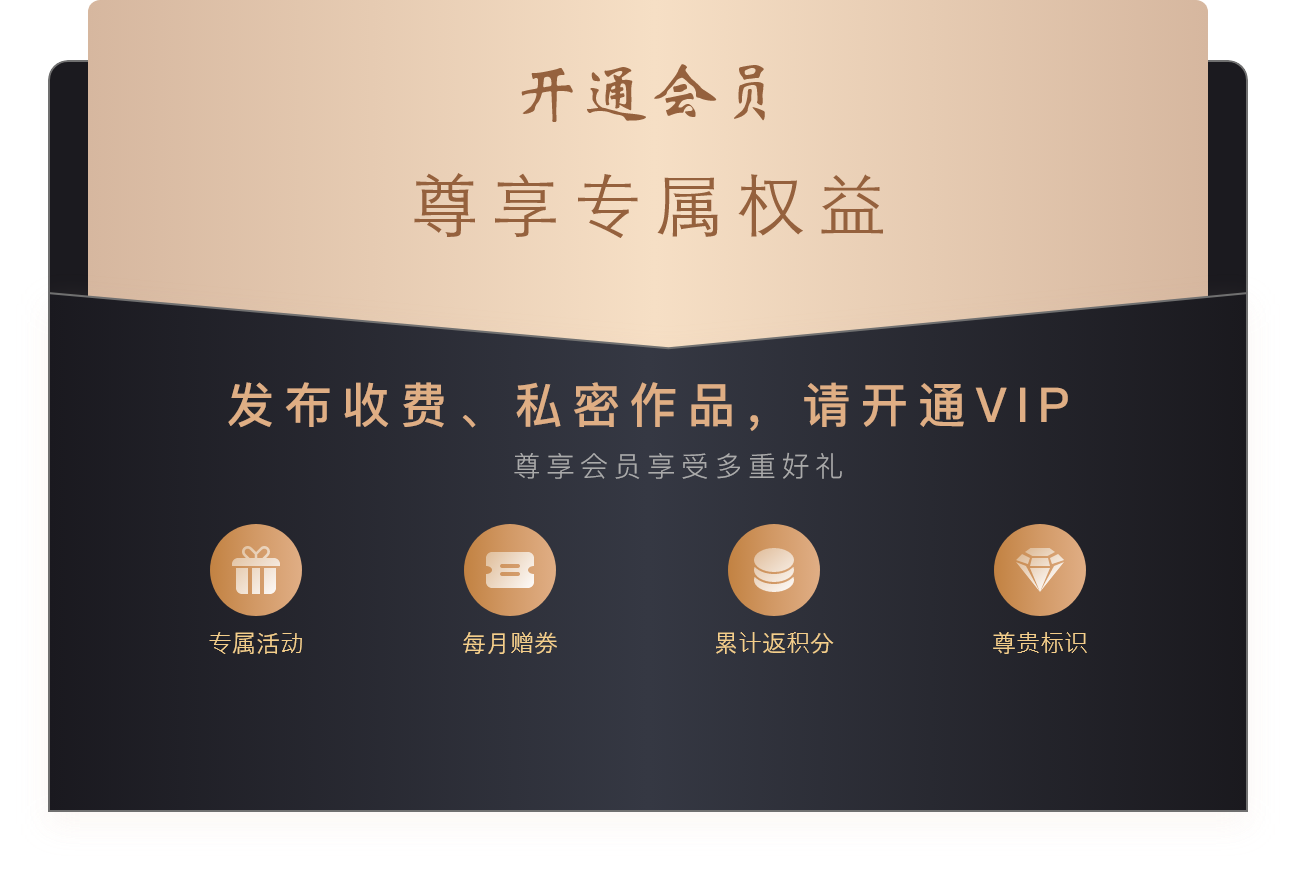 开通会员
尊享专属权益
发布收费、私密作品，请开通VIP
尊享会员享受多重好礼
专属活动
每月赠券
累计返积分
尊贵标识